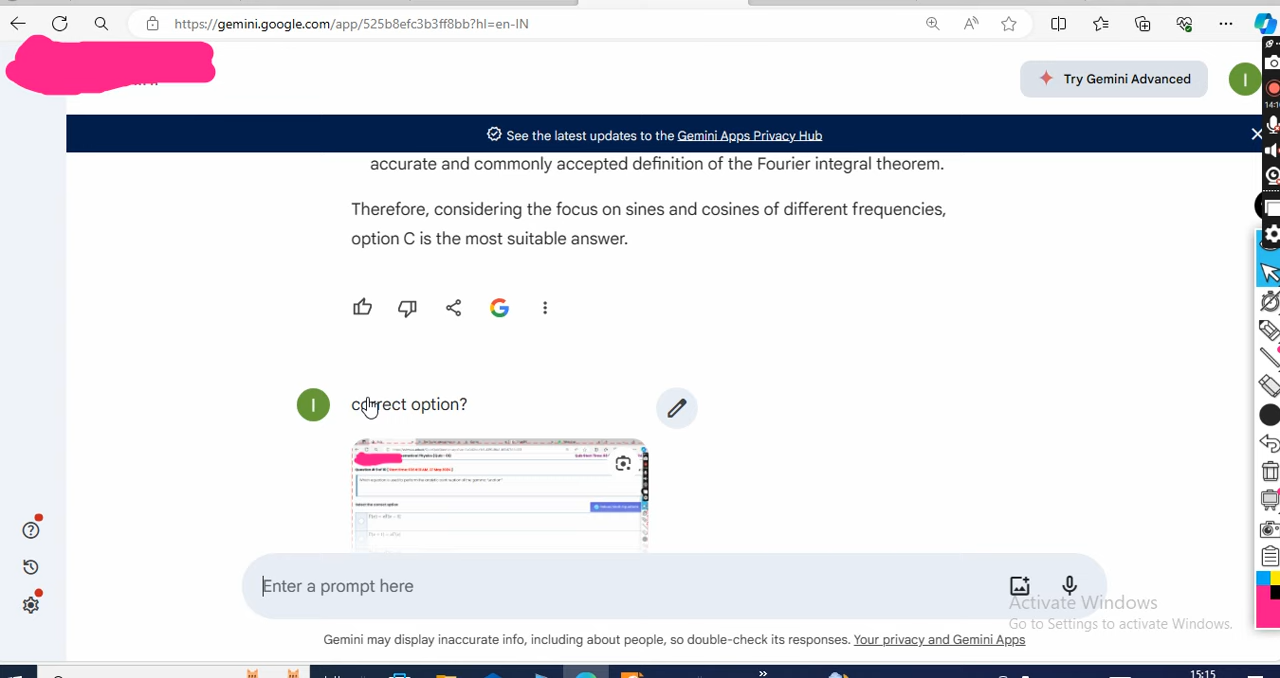 https://gemini.google.com/app/525b8efc3b3ff8bb?hl=en-IN
Try Gemini Advanced
I
See the latest updates to the Gemini Apps Privacy Hub
accurate and commonly accepted definition of the Fourier integral theorem.
Therefore, considering the focus on sines and cosines of different frequencies,
option C is the most suitable answer.
I
correct option?
Enter a prompt here
Activate Windows
Go to Settings to activate Windows.
Gemini may display inaccurate info, including about people, so double-check its responses. Your privacy and Gemini Apps
15:15